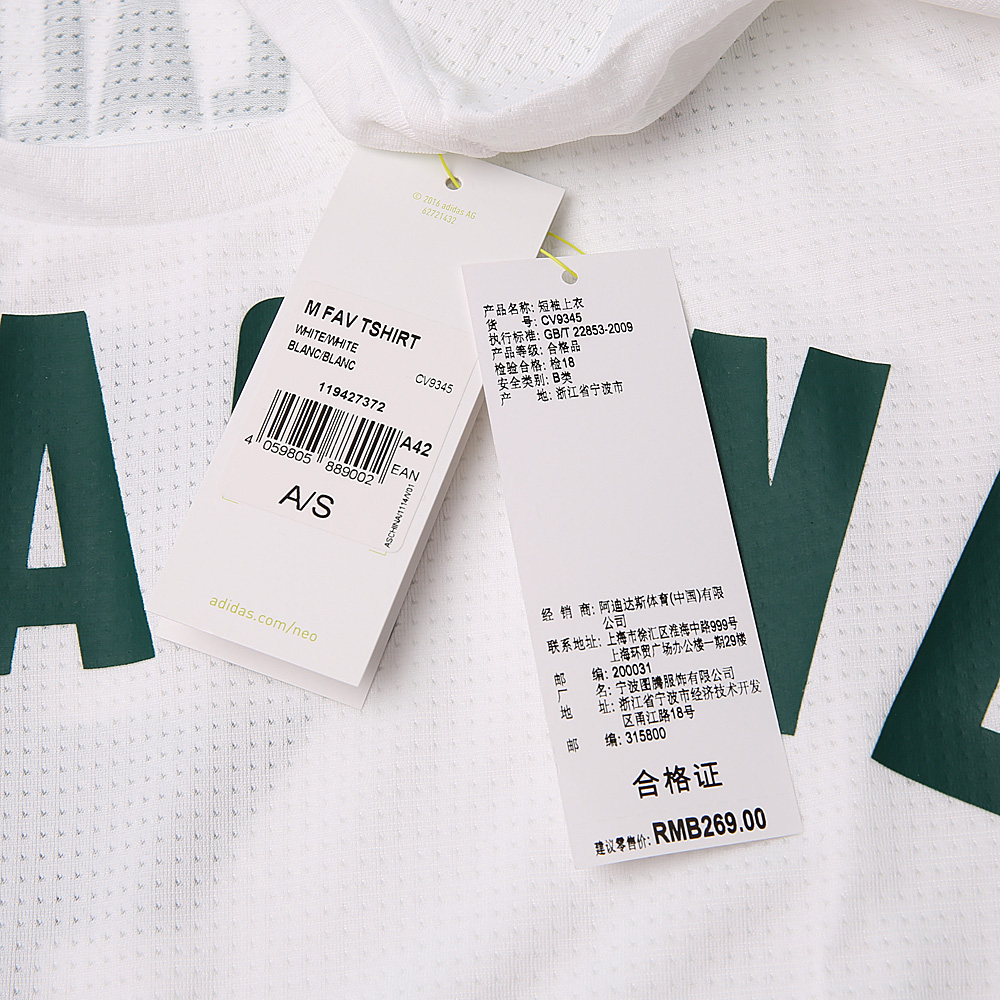 © 2016 adidas AG
62721432
M FAV TSHIRT
WHITE/WHITE
BLANC/BLANC
CV9345
119427372
A42
4 059805 889002
EAN
A/S
ASCHINA/1114/V01
adidas.com/neo
产品名称: 短袖上衣
货 号: CV9345
执行标准: GB/T 22853-2009
产品等级: 合格品
检验合格: 检18
安全类别: B类
产 地: 浙江省宁波市
经 销 商: 阿迪达斯体育(中国)有限
公司
联系地址: 上海市徐汇区淮海中路999号
上海环贸广场办公楼一期29楼
邮 编: 200031
厂 名: 宁波图腾服饰有限公司
地 址: 浙江省宁波市经济技术开发
区甬江路18号
邮 编: 315800
合格证
建议零售价: RMB269.00